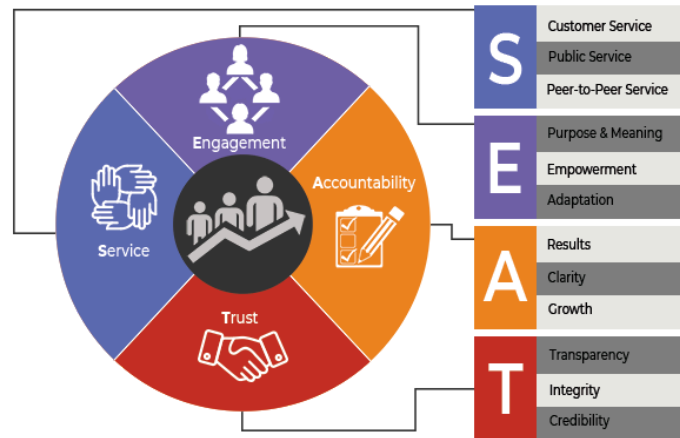 Engagement
Accountability
Service
Trust
S
Customer Service
Public Service
Peer-to-Peer Service
E
Purpose & Meaning
Empowerment
Adaptation
A
Results
Clarity
Growth
T
Transparency
Integrity
Credibility